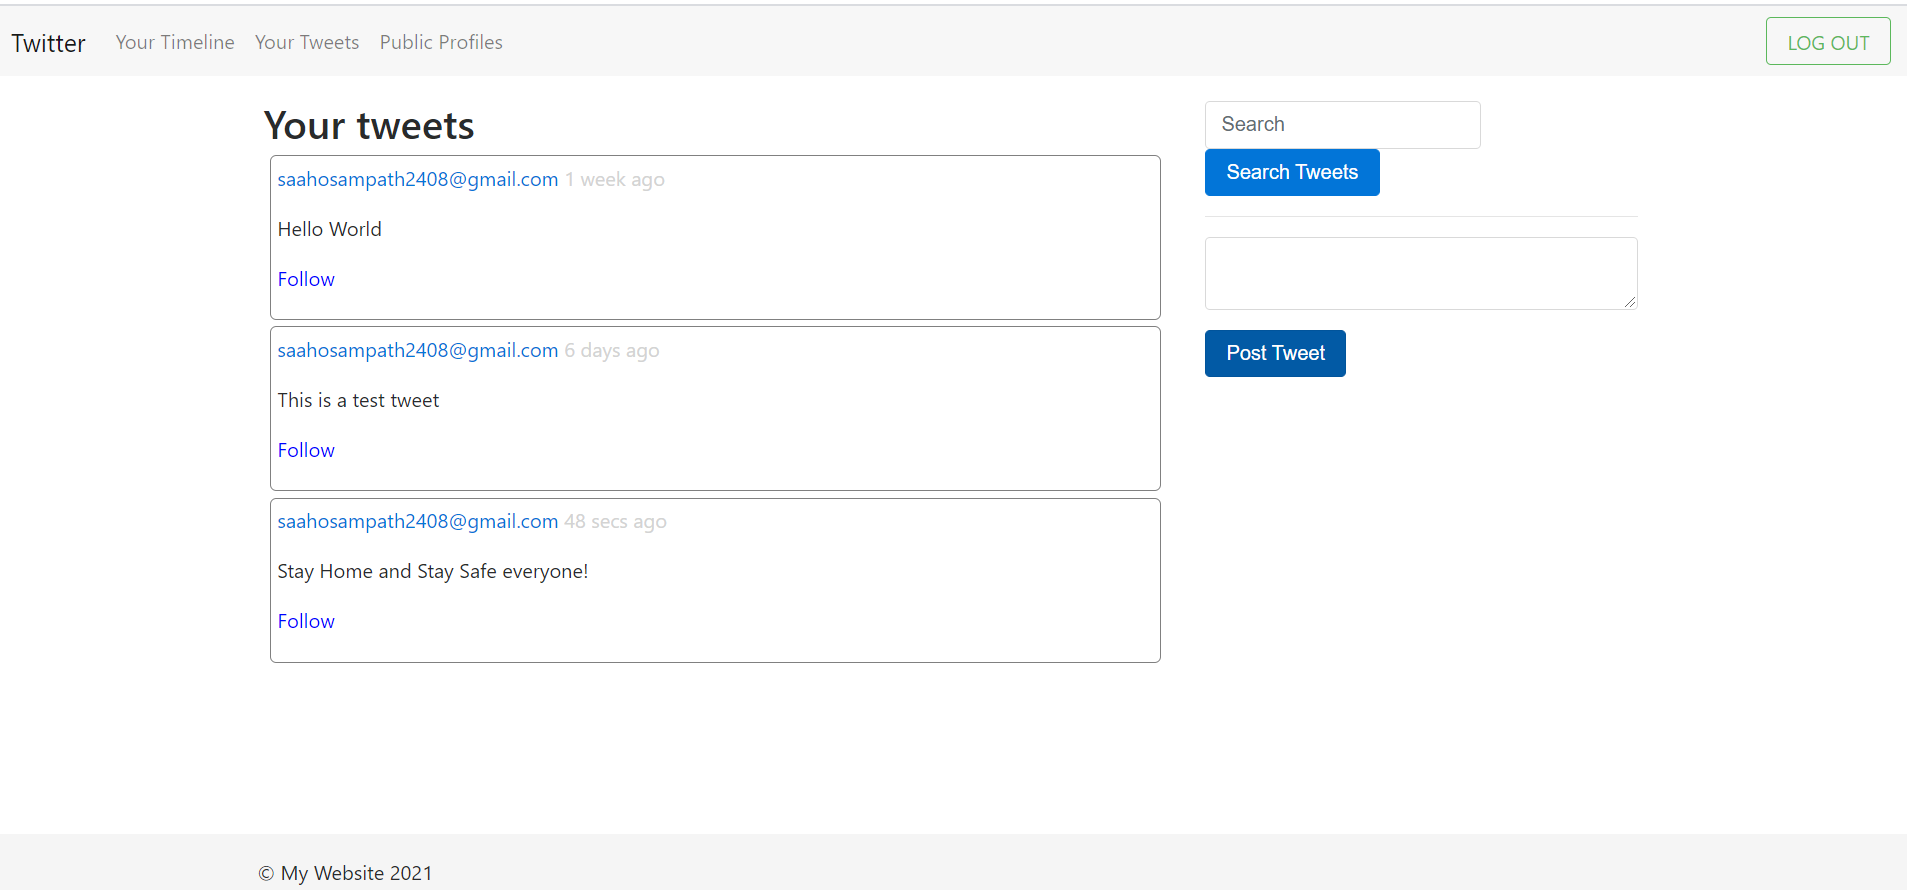 Twitter Your Timeline Your Tweets Public Profiles LOG OUT
Your tweets
saahosampath2408@gmail.com 1 week ago
Hello World
Follow
saahosampath2408@gmail.com 6 days ago
This is a test tweet
Follow
saahosampath2408@gmail.com 48 secs ago
Stay Home and Stay Safe everyone!
Follow
Search
Search Tweets
Post Tweet
© My Website 2021